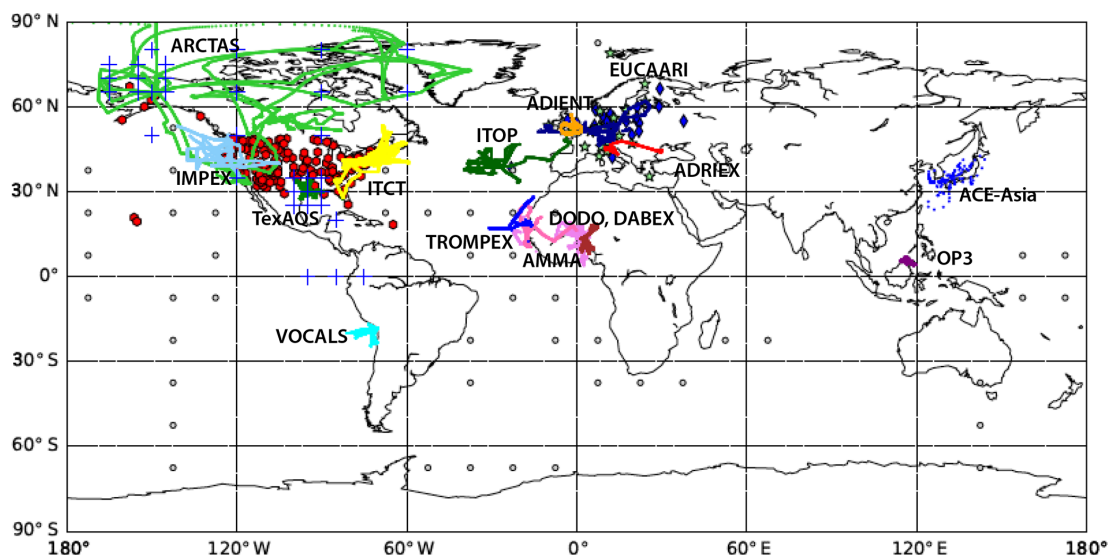 90° N
ARCTAS
EUCAARI
60° N
ADIENT
ITOP
ADRIEX
IMPEX
ITCT
30° N
ACE-Asia
TexAQS
DODO, DABEX
TROMPEX
AMMA
OP3
0°
VOCALS
30° S
60° S
90° S
180°
120° W
60° W
0°
60° E
120° E
180°